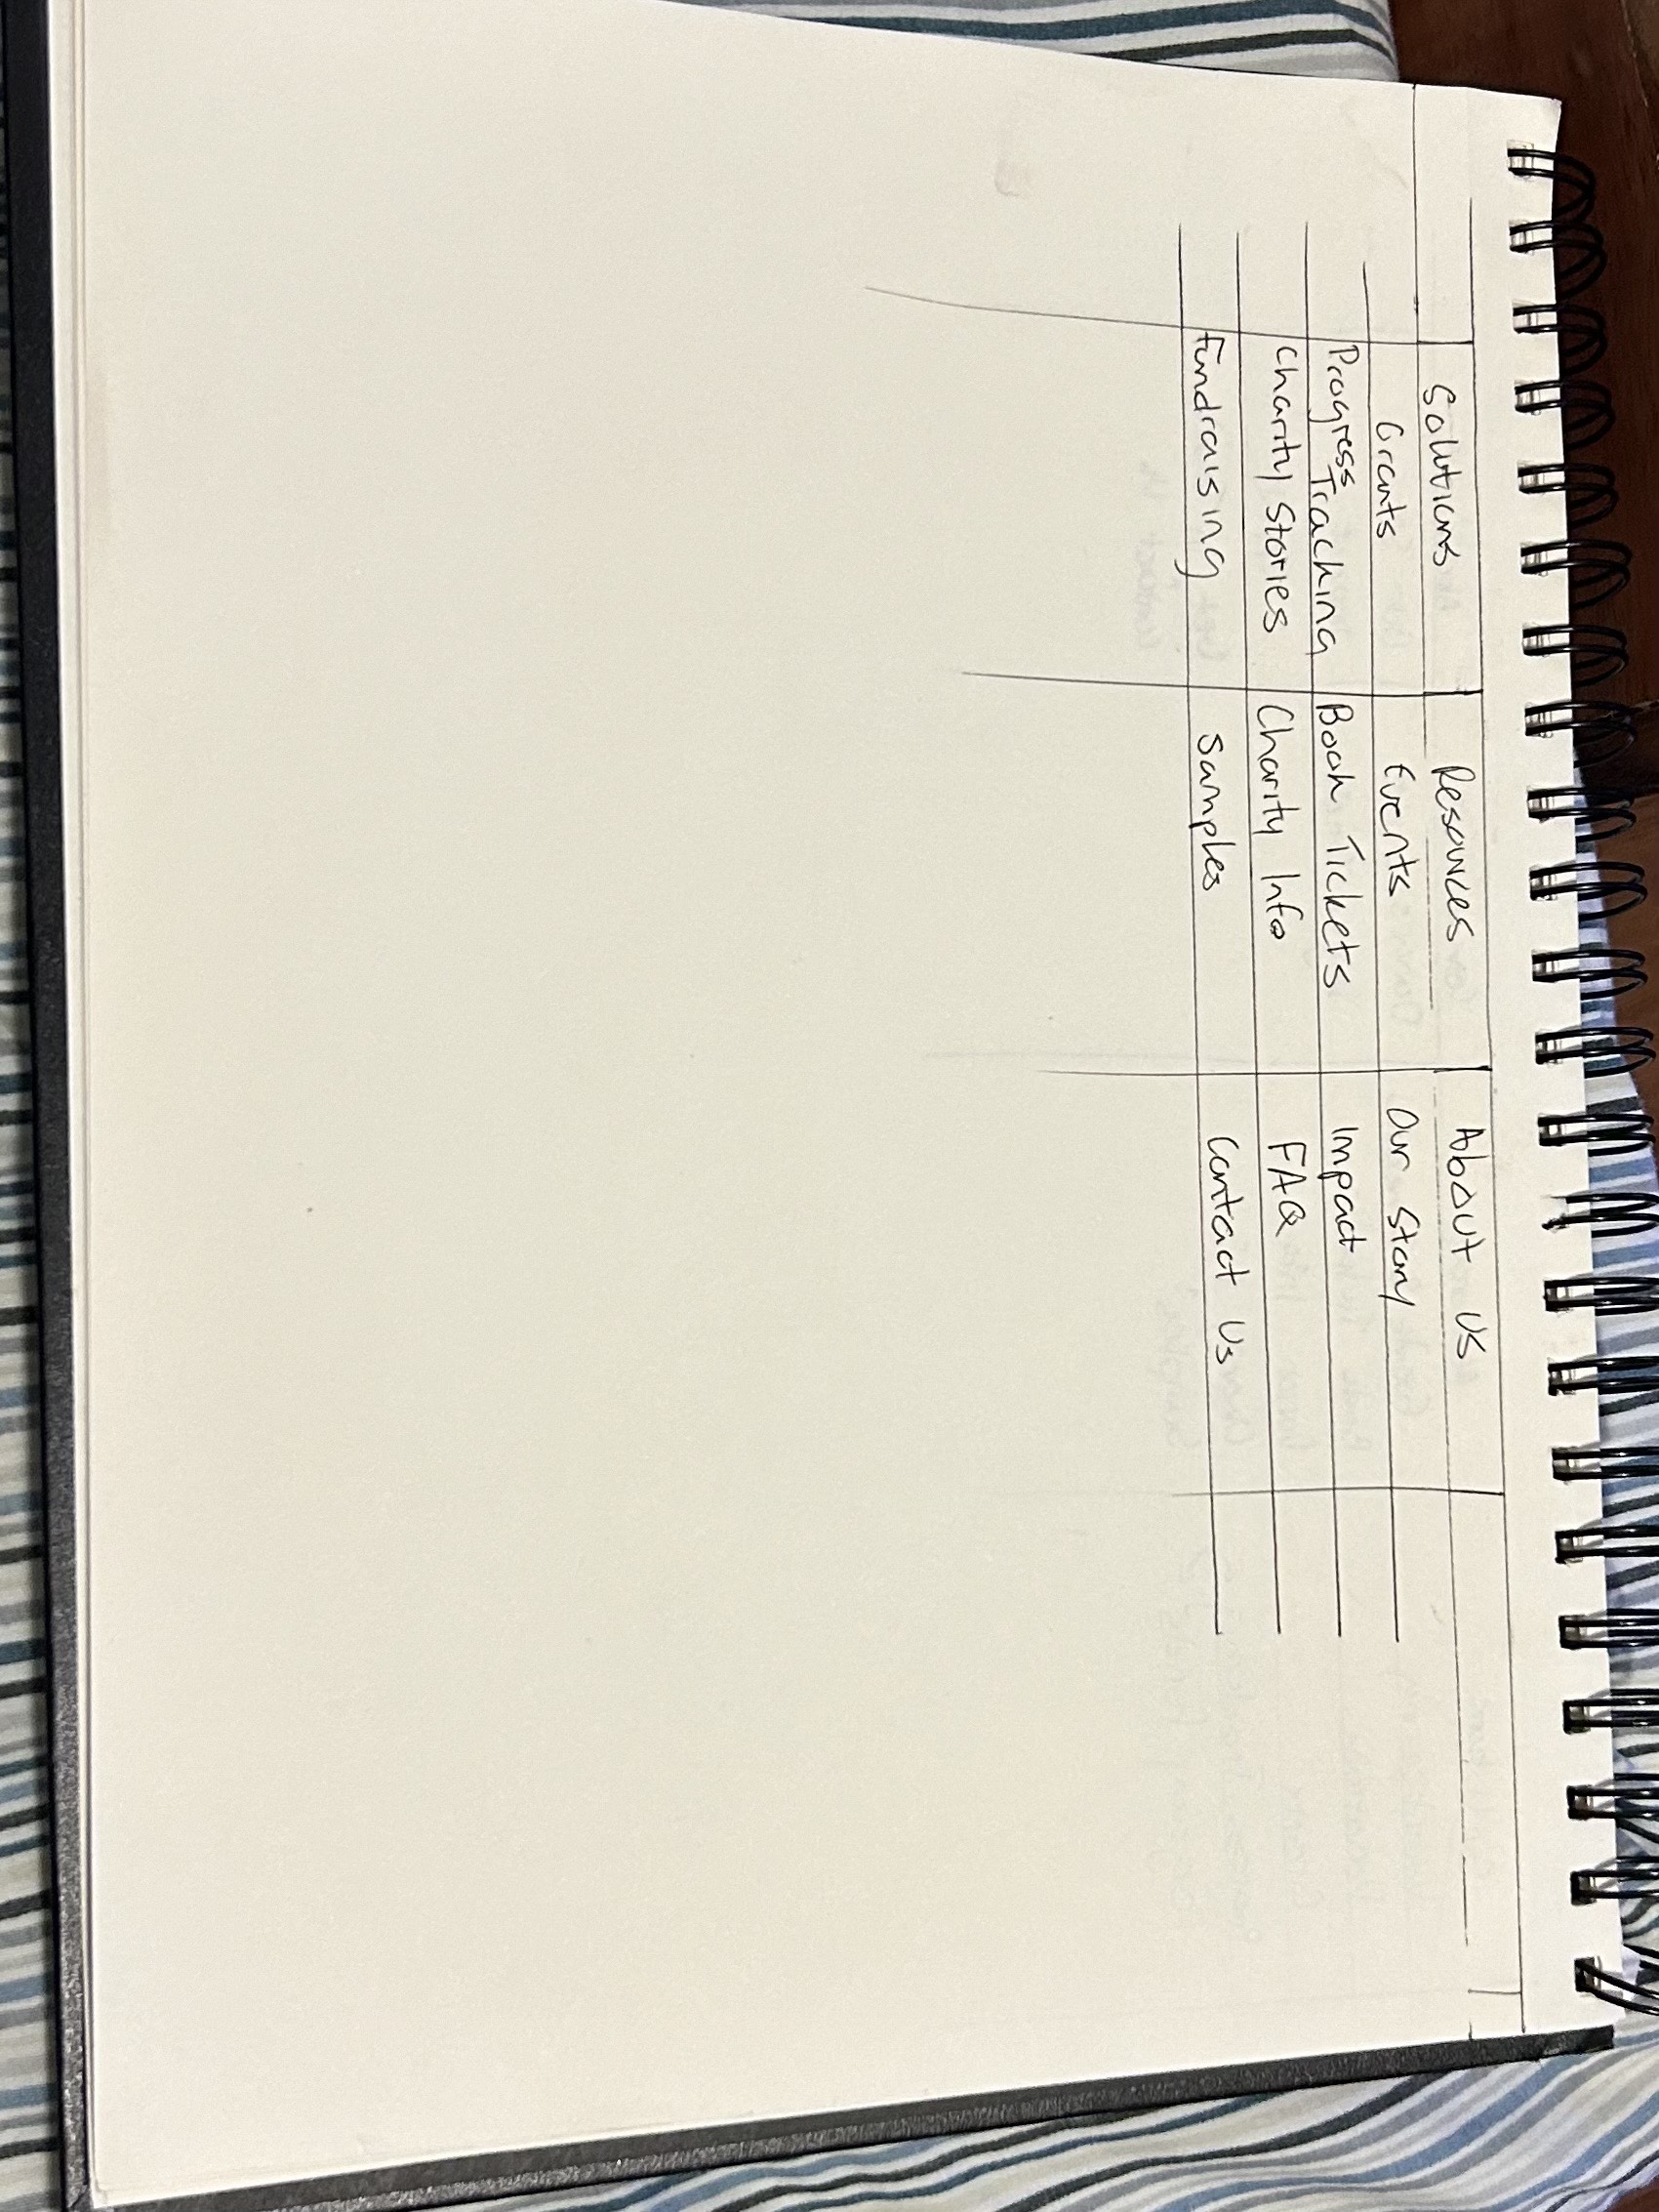 Solutions Resources About Us
Grants Events Our Story
Progress Tracking Book Tickets Impact
Charity Stories Charity Info FAQ
Fundraising Samples Contact Us